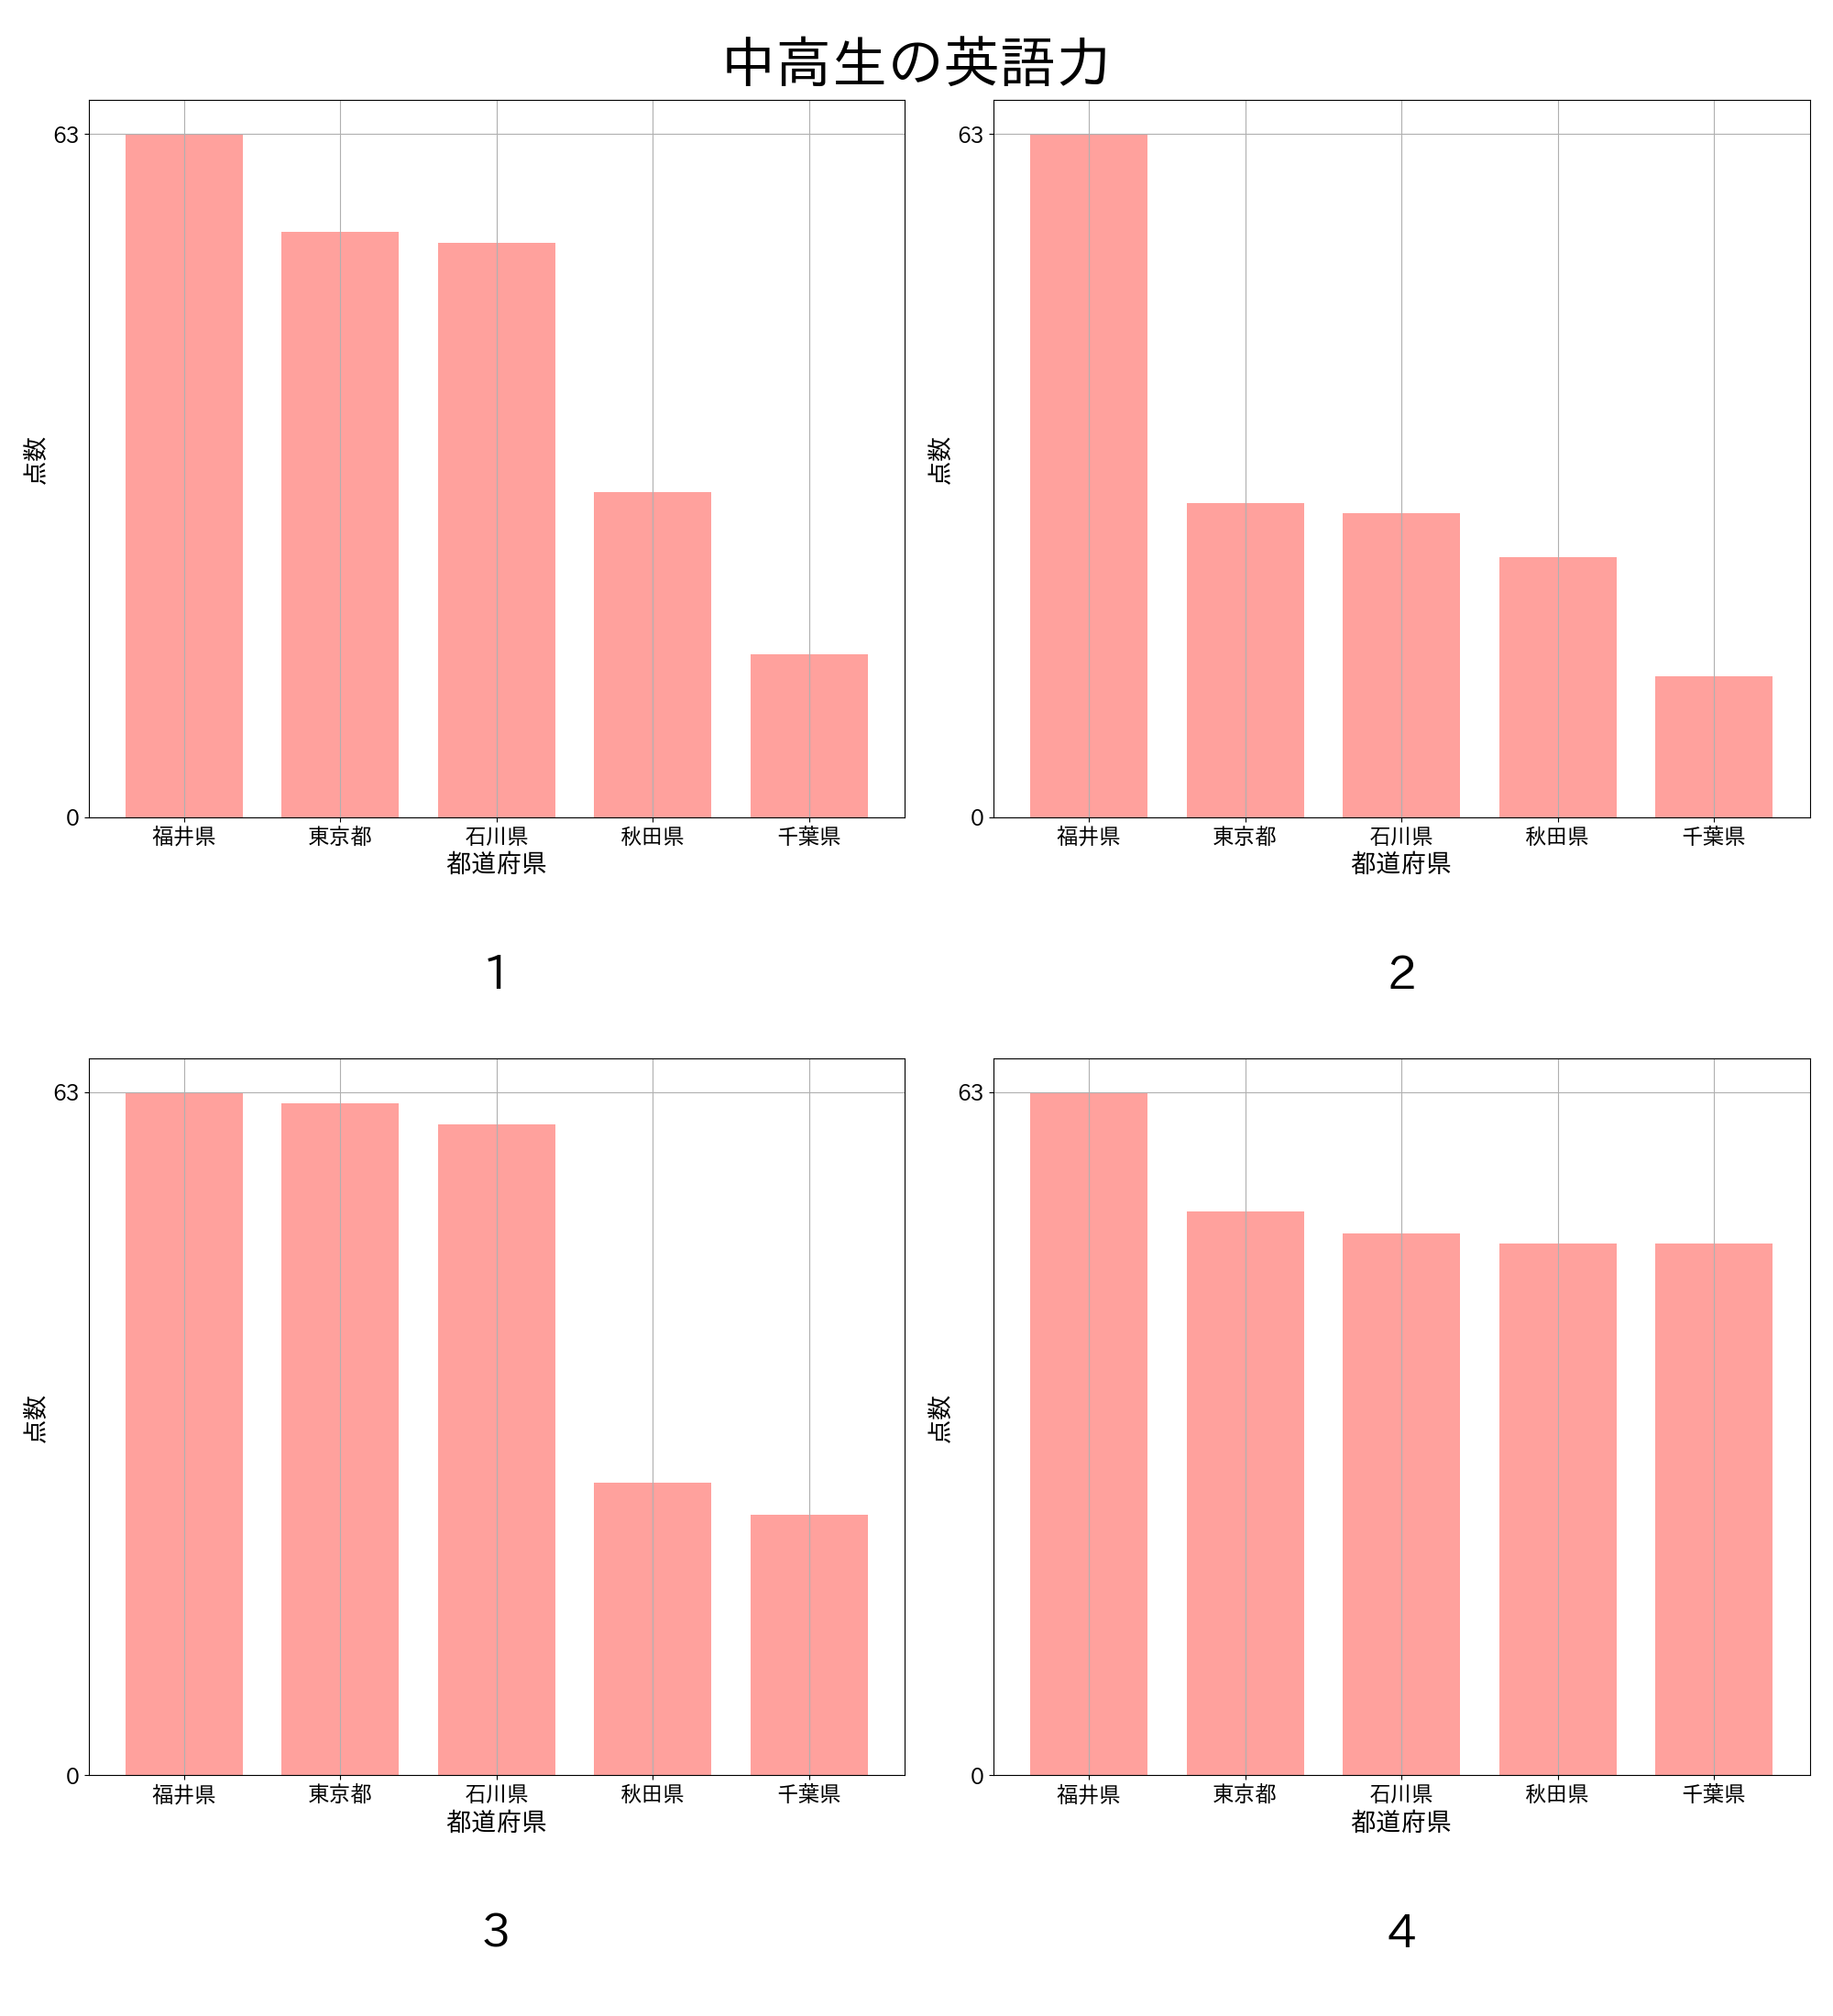 中高生の英語力
63
点数
0
福井県 東京都 石川県 秋田県 千葉県
都道府県
1
63
点数
0
福井県 東京都 石川県 秋田県 千葉県
都道府県
2
63
点数
0
福井県 東京都 石川県 秋田県 千葉県
都道府県
3
63
点数
0
福井県 東京都 石川県 秋田県 千葉県
都道府県
4